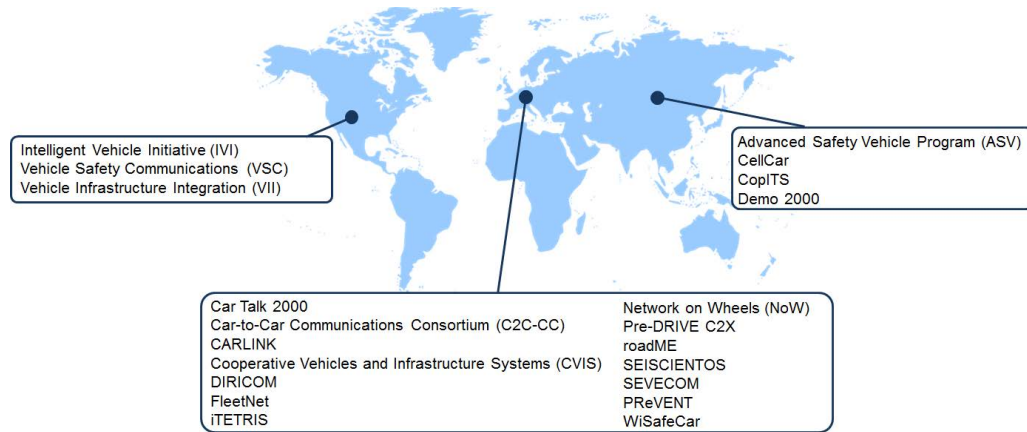 Intelligent Vehicle Initiative (IVI)
Vehicle Safety Communications (VSC)
Vehicle Infrastructure Integration (VII)
Advanced Safety Vehicle Program (ASV)
CellCar
CopITS
Demo 2000
Car Talk 2000
Car-to-Car Communications Consortium (C2C-CC)
CARLINK
Cooperative Vehicles and Infrastructure Systems (CVIS)
DIRICOM
FleetNet
iTETRIS
Network on Wheels (NoW)
Pre-DRIVE C2X
roadME
SEISCIENTOS
SEVECOM
PReVENT
WiSafeCar